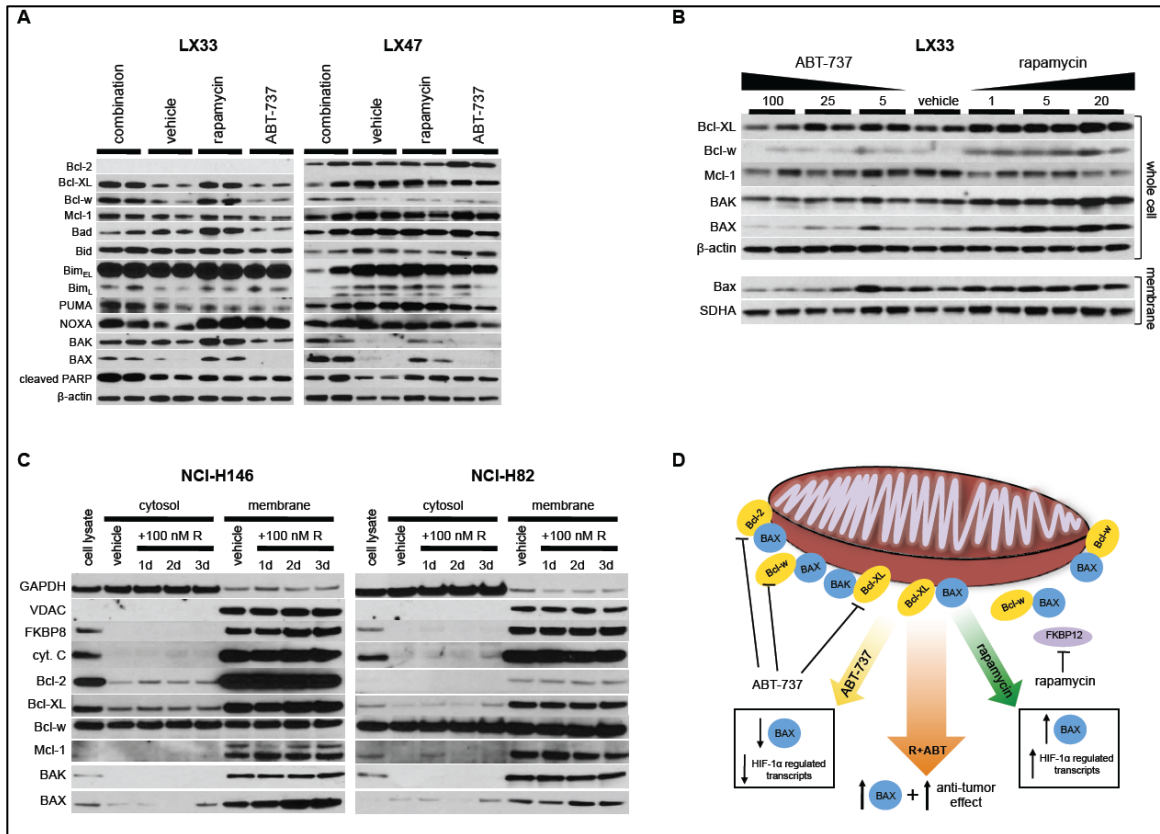 A
LX33
LX47
combination
vehicle
rapamycin
ABT-737
combination
vehicle
rapamycin
ABT-737
Bcl-2
Bcl-XL
Bcl-w
Mcl-1
Bad
Bid
BimEL
BimL
PUMA
NOXA
BAK
BAX
cleaved PARP
β-actin
B
LX33
ABT-737
rapamycin
100 25 5 vehicle 1 5 20
Bcl-XL
Bcl-w
Mcl-1
BAK
BAX
β-actin
whole cell
Bax
SDHA
membrane
C
NCI-H146
NCI-H82
cell lysate
vehicle
cytosol
+100 nM R
1d 2d 3d
vehicle
membrane
+100 nM R
1d 2d 3d
cell lysate
vehicle
cytosol
+100 nM R
1d 2d 3d
vehicle
membrane
+100 nM R
1d 2d 3d
GAPDH
VDAC
FKBP8
cyt. C
Bcl-2
Bcl-XL
Bcl-w
Mcl-1
BAK
BAX
D
Bcl-2
BAX
Bcl-w
BAX
BAK
Bcl-XL
Bcl-XL
BAX
Bcl-w
BAX
Bcl-w
BAX
FKBP12
rapamycin
ABT-737
ABT-737
R+ABT
rapamycin
↓ BAX
↓ HIF-1α regulated
transcripts
↑ BAX + ↑ anti-tumor
effect
↑ BAX
↑ HIF-1α regulated
transcripts